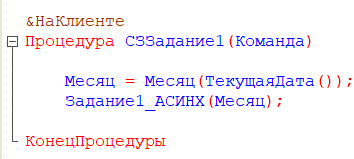 &НаКлиенте
Процедура СЗЗадание1(Команда)
Месяц = Месяц(ТекущаяДата());
Задание1_АСИНХ(Месяц);
КонецПроцедуры